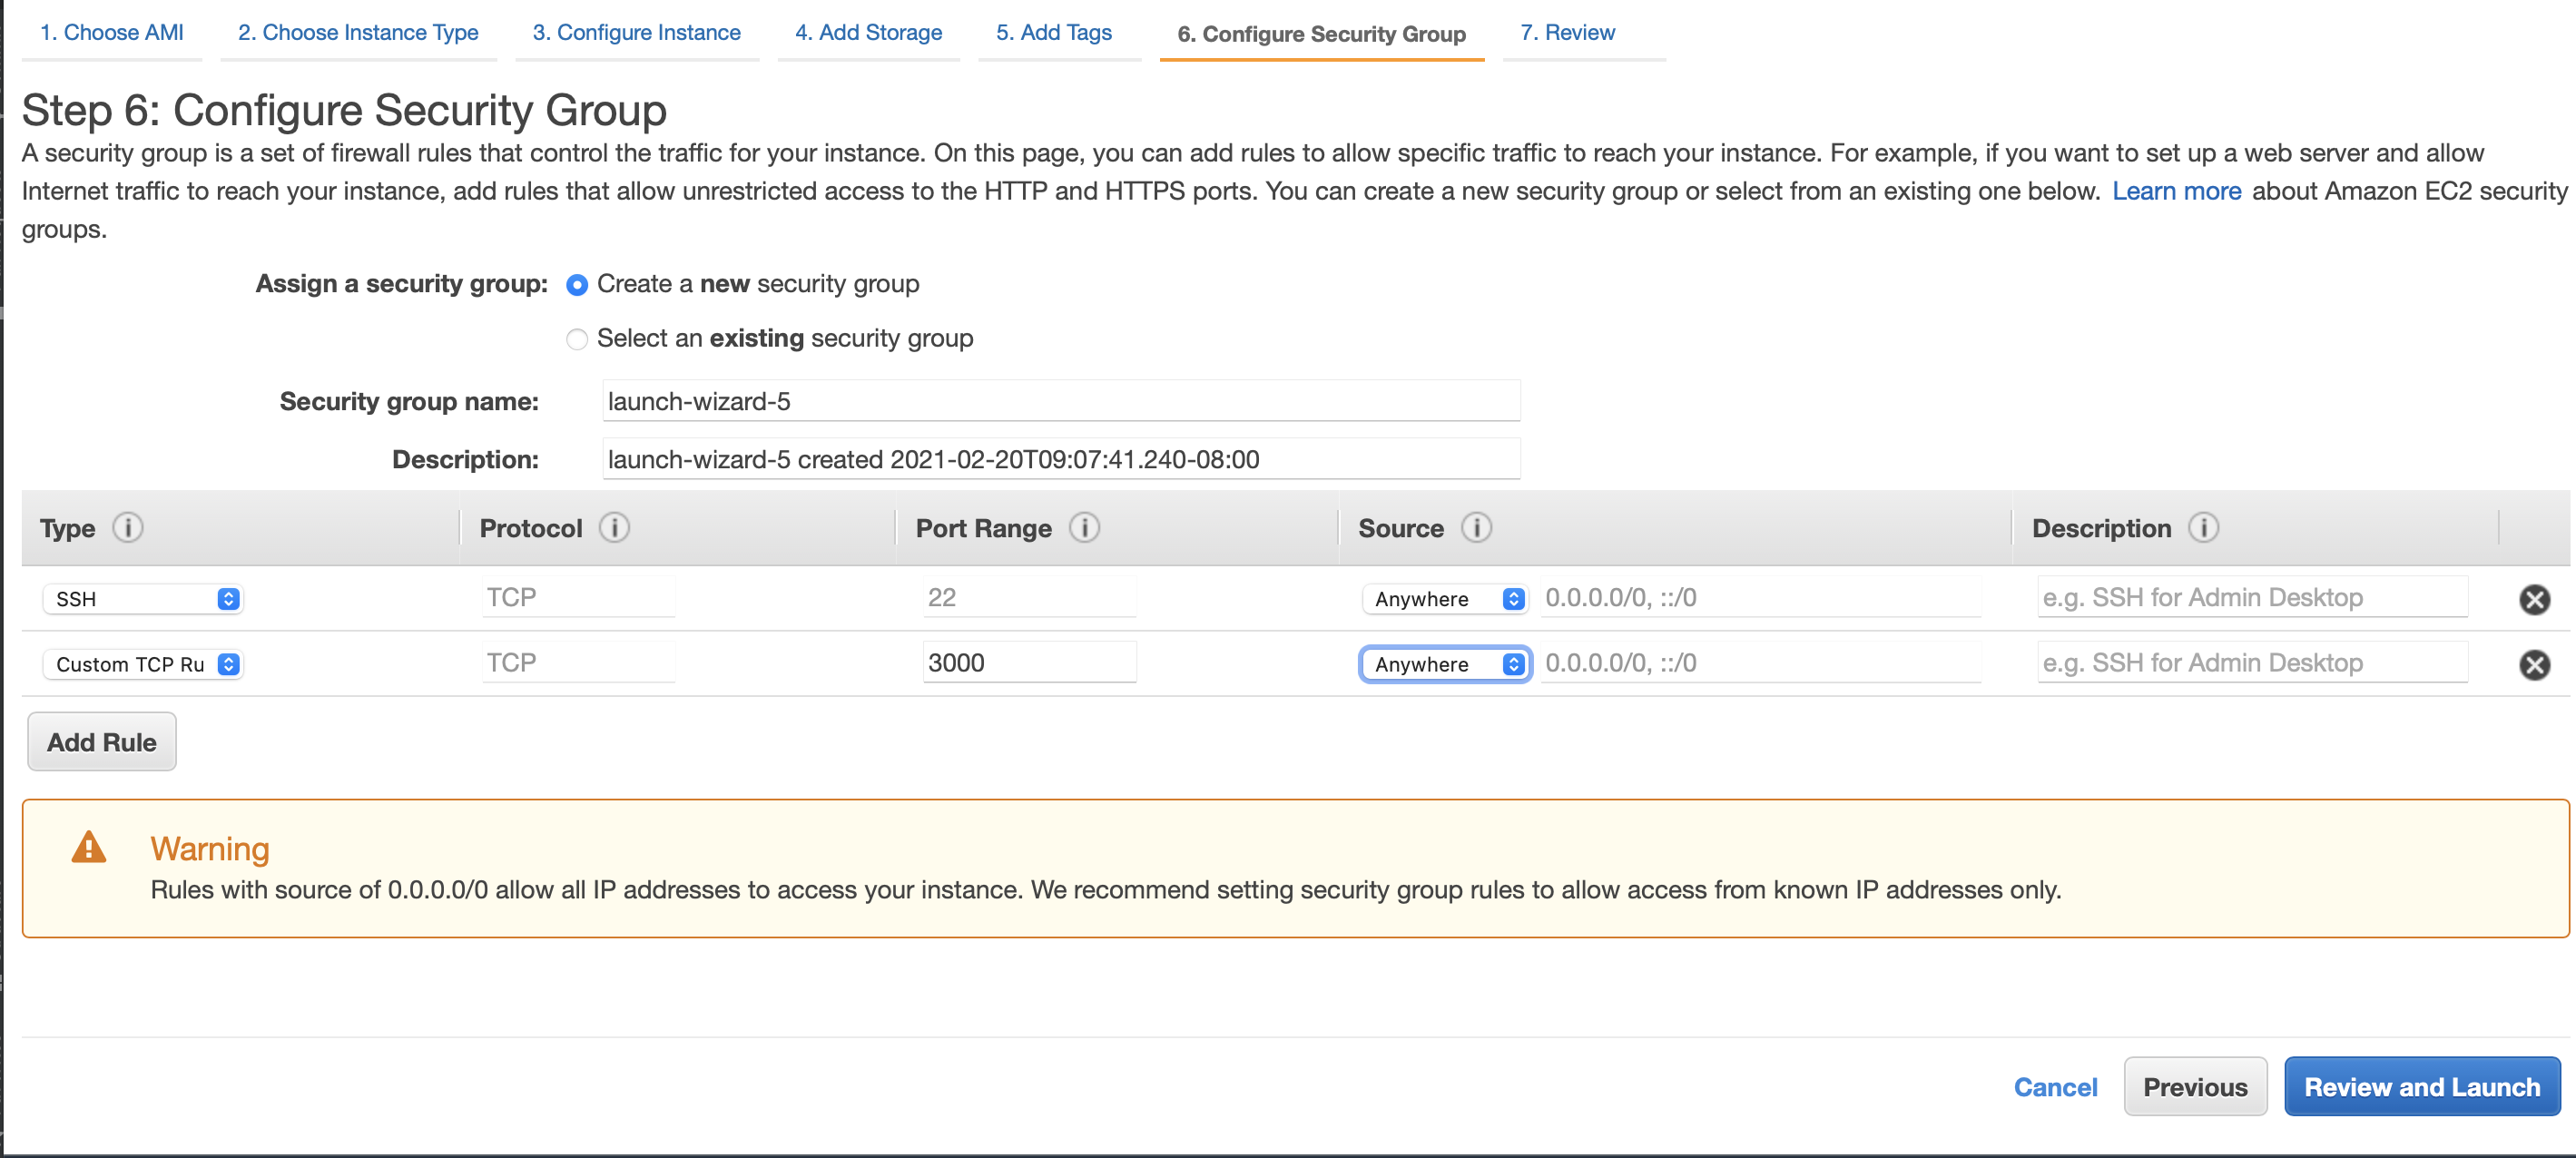 1. Choose AMI 2. Choose Instance Type 3. Configure Instance 4. Add Storage 5. Add Tags 6. Configure Security Group 7. Review
Step 6: Configure Security Group
A security group is a set of firewall rules that control the traffic for your instance. On this page, you can add rules to allow specific traffic to reach your instance. For example, if you want to set up a web server and allow
Internet traffic to reach your instance, add rules that allow unrestricted access to the HTTP and HTTPS ports. You can create a new security group or select from an existing one below. Learn more about Amazon EC2 security
groups.
Assign a security group: Create a new security group
Select an existing security group
Security group name: launch-wizard-5
Description: launch-wizard-5 created 2021-02-20T09:07:41.240-08:00
Type i Protocol i Port Range i Source i Description i
SSH TCP 22 Anywhere 0.0.0.0/0, ::/0 e.g. SSH for Admin Desktop
Custom TCP Ru TCP 3000 Anywhere 0.0.0.0/0, ::/0 e.g. SSH for Admin Desktop
Add Rule
Warning
Rules with source of 0.0.0.0/0 allow all IP addresses to access your instance. We recommend setting security group rules to allow access from known IP addresses only.
Cancel Previous Review and Launch